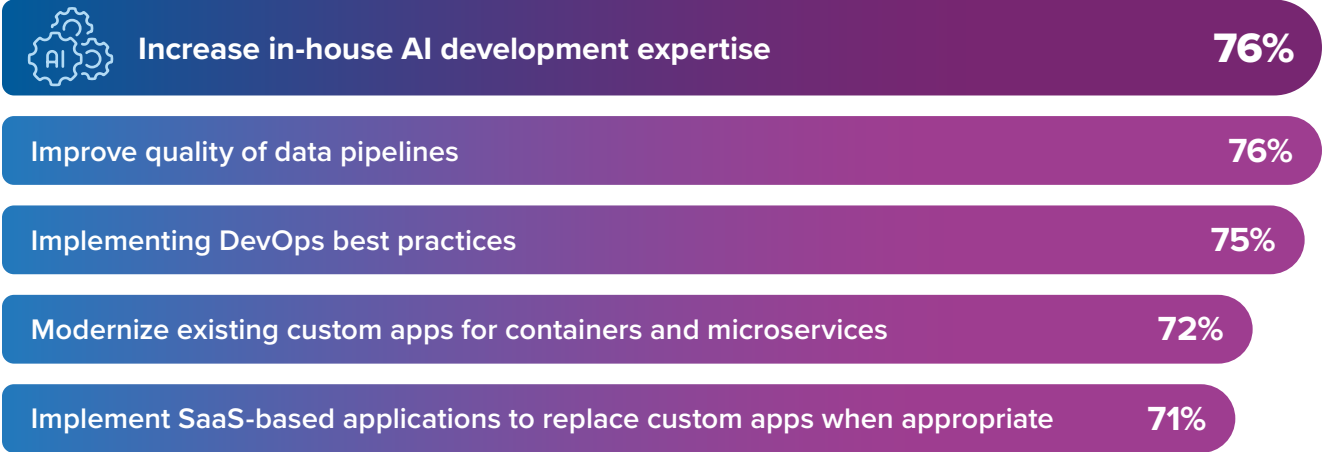 AI
Increase in-house AI development expertise 76%
Improve quality of data pipelines 76%
Implementing DevOps best practices 75%
Modernize existing custom apps for containers and microservices 72%
Implement SaaS-based applications to replace custom apps when appropriate 71%